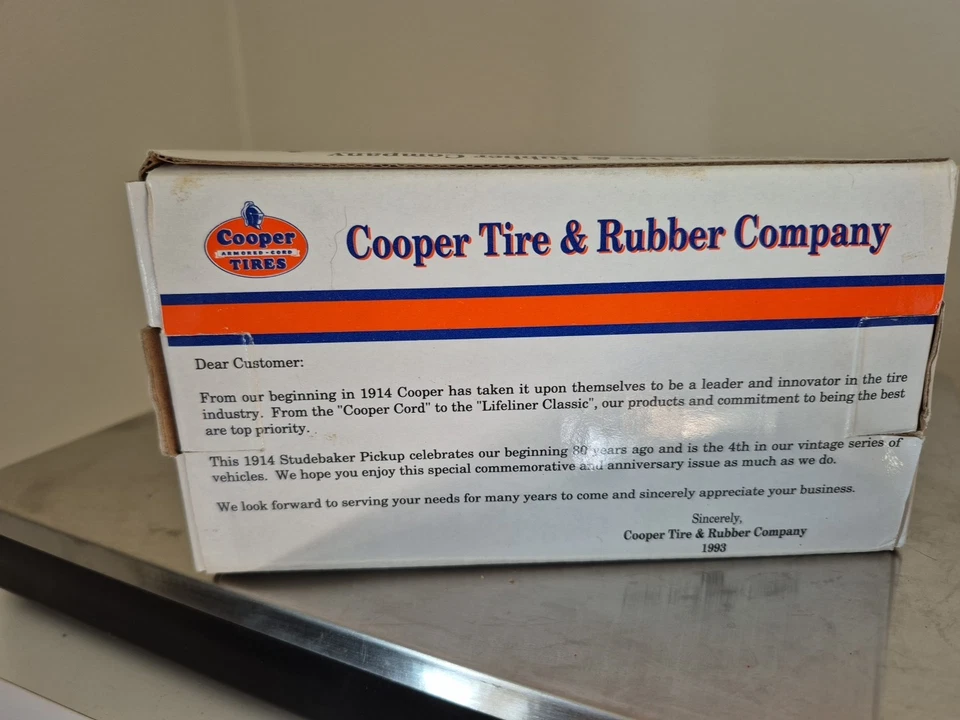 Tire & Rubber Company
Cooper
ARMORED - CORD
TIRES
Cooper Tire & Rubber Company
Dear Customer:
From our beginning in 1914 Cooper has taken it upon themselves to be a leader and innovator in the tire
industry. From the "Cooper Cord" to the "Lifeliner Classic", our products and commitment to being the best
are top priority.
This 1914 Studebaker Pickup celebrates our beginning 80 years ago and is the 4th in our vintage series of
vehicles. We hope you enjoy this special commemorative and anniversary issue as much as we do.
We look forward to serving your needs for many years to come and sincerely appreciate your business.
Sincerely,
Cooper Tire & Rubber Company
1993